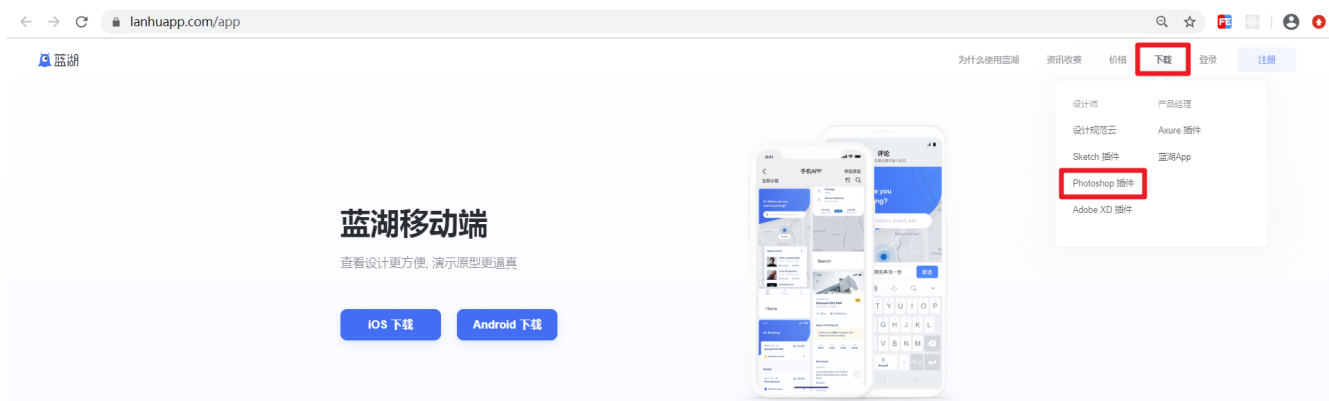 lanhuapp.com/app
FE
蓝湖
为什么使用蓝湖 资讯收费 价格 下载 登录 注册
设计师 产品经理
设计规范云 Axure 插件
Sketch 插件 蓝湖App
Photoshop 插件
Adobe XD 插件
蓝湖移动端
查看设计更方便, 演示原型更逼真
iOS 下载 Android 下载
9:41
手机APP
评论
Search
Home
T Y U I O P
G H J K L
V B N M